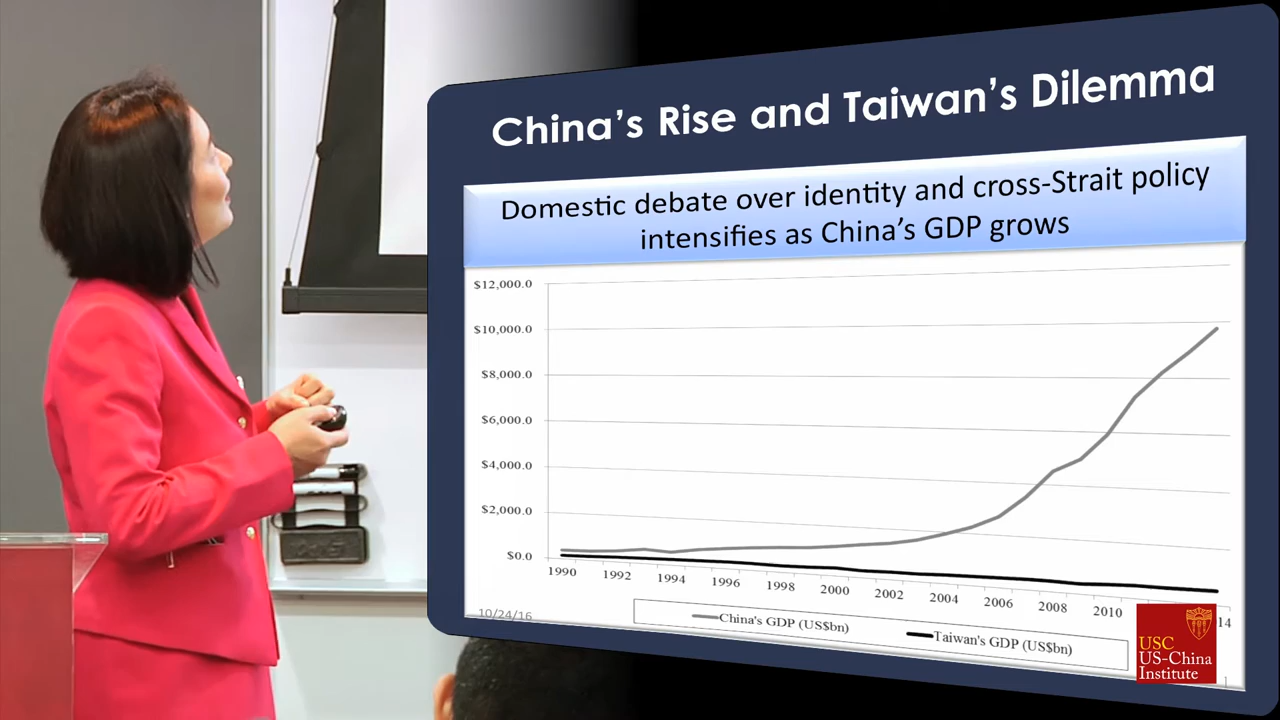 China's Rise and Taiwan's Dilemma
Domestic debate over identity and cross-Strait policy
intensifies as China's GDP grows
$12,000.0
$10,000.0
$8,000.0
$6,000.0
$4,000.0
$2,000.0
$0.0
1990 1992 1994 1996 1998 2000 2002 2004 2006 2008 2010 14
10/24/16
China's GDP (US$bn) Taiwan's GDP (US$bn)
USC
US-China
Institute
1